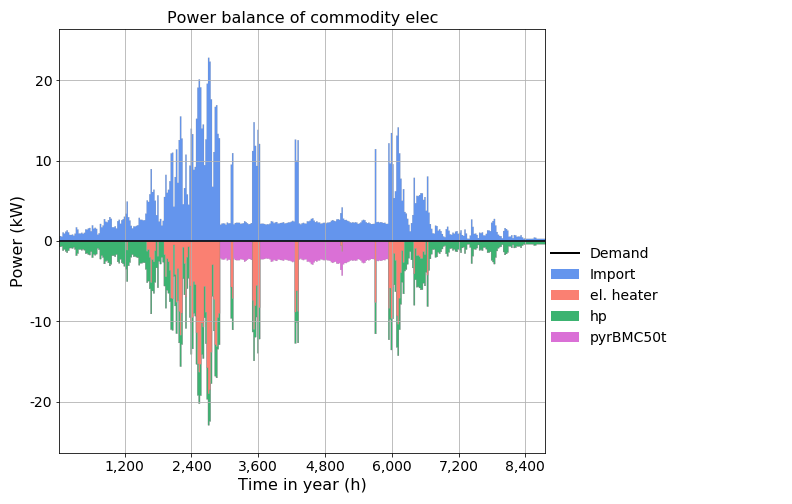 Power balance of commodity elec
Power (kW)
20
10
0
-10
-20
1,200
2,400
3,600
4,800
6,000
7,200
8,400
Time in year (h)
Demand
Import
el. heater
hp
pyrBMC50t